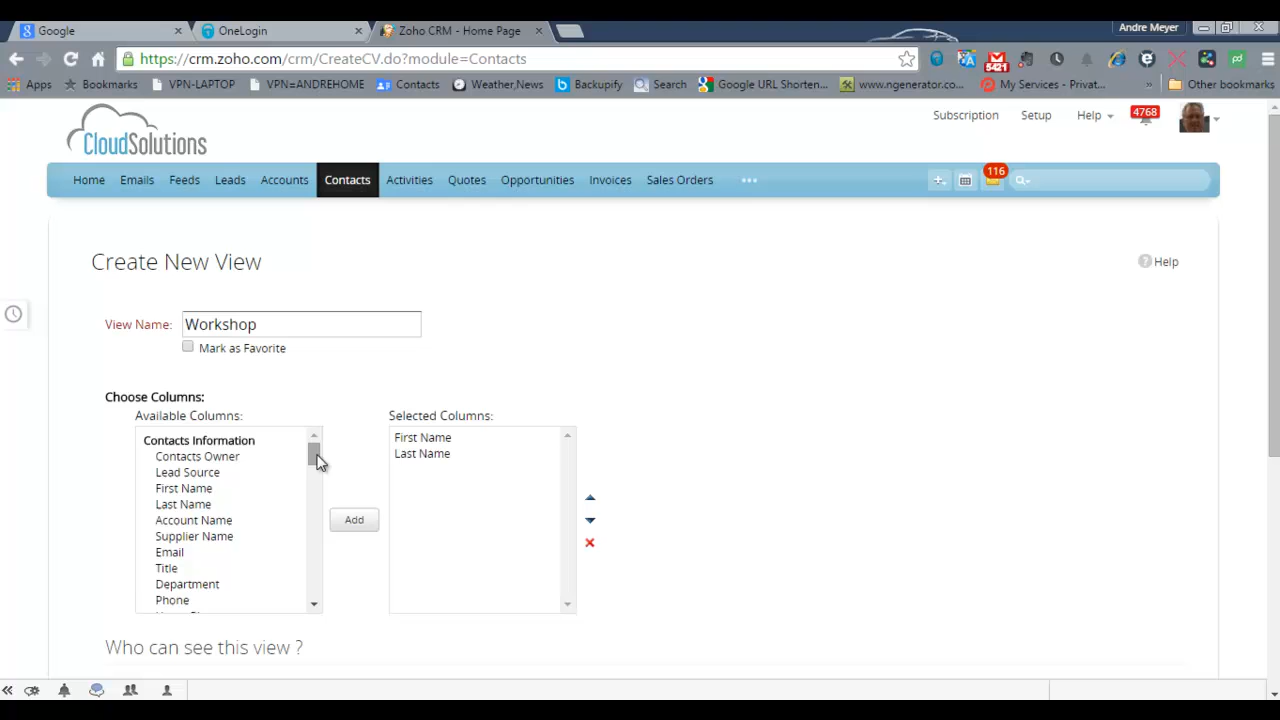 Google
OneLogin
Zoho CRM - Home Page
Andre Meyer
https://crm.zoho.com/crm/CreateCV.do?module=Contacts
5421
Apps
Bookmarks
VPN-LAPTOP
VPN=ANDREHOME
Contacts
Weather,News
Backupify
Search
Google URL Shorten...
www.ngenerator.co...
My Services - Privat...
»
Other bookmarks
CloudSolutions
Subscription
Setup
Help
4768
Home
Emails
Feeds
Leads
Accounts
Contacts
Activities
Quotes
Opportunities
Invoices
Sales Orders
116
Create New View
Help
View Name:
Workshop
Mark as Favorite
Choose Columns:
Available Columns:
Selected Columns:
Contacts Information
Contacts Owner
Lead Source
First Name
Last Name
Account Name
Supplier Name
Email
Title
Department
Phone
First Name
Last Name
Add
Who can see this view ?